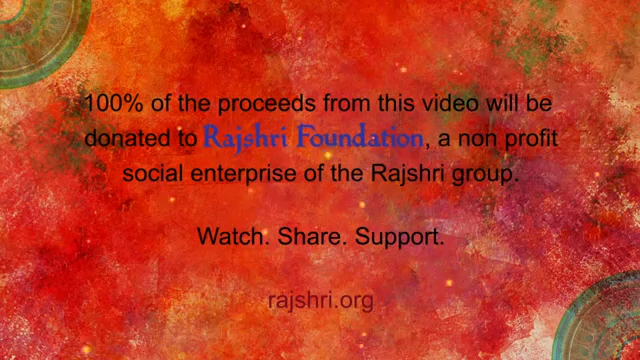 100% of the proceeds from this video will be
donated to Rajshri Foundation, a non profit
social enterprise of the Rajshri group.
Watch. Share. Support.
rajshri.org